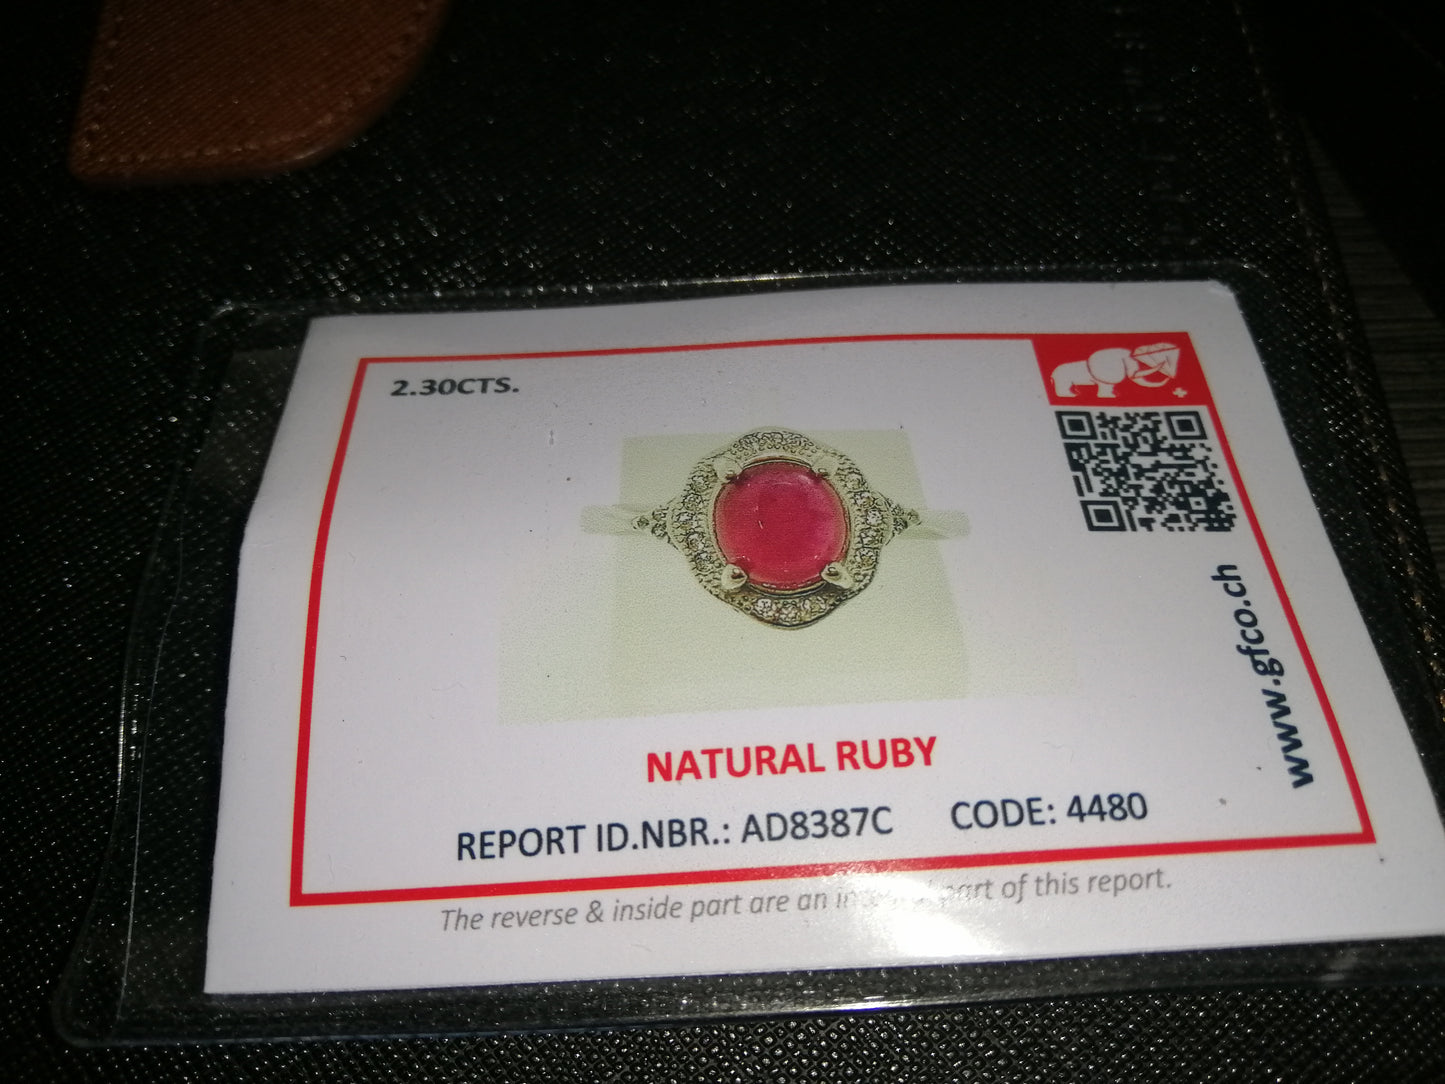 2.30CTS.
www.gfco.ch
NATURAL RUBY
REPORT ID.NBR.: AD8387C CODE: 4480
The reverse & inside part are an part of this report.